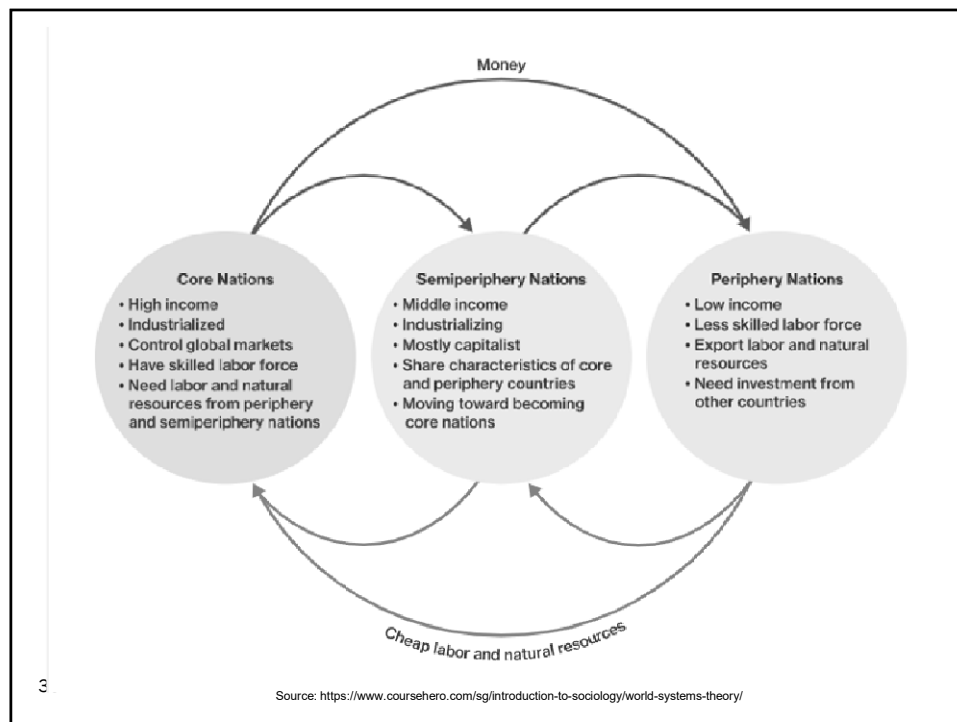 Money
Core Nations
• High income
• Industrialized
• Control global markets
• Have skilled labor force
• Need labor and natural
resources from periphery
and semiperiphery nations
Semiperiphery Nations
• Middle income
• Industrializing
• Mostly capitalist
• Share characteristics of core
and periphery countries
• Moving toward becoming
core nations
Periphery Nations
• Low income
• Less skilled labor force
• Export labor and natural
resources
• Need investment from
other countries
Cheap labor and natural resources
3
Source: https://www.coursehero.com/sg/introduction-to-sociology/world-systems-theory/